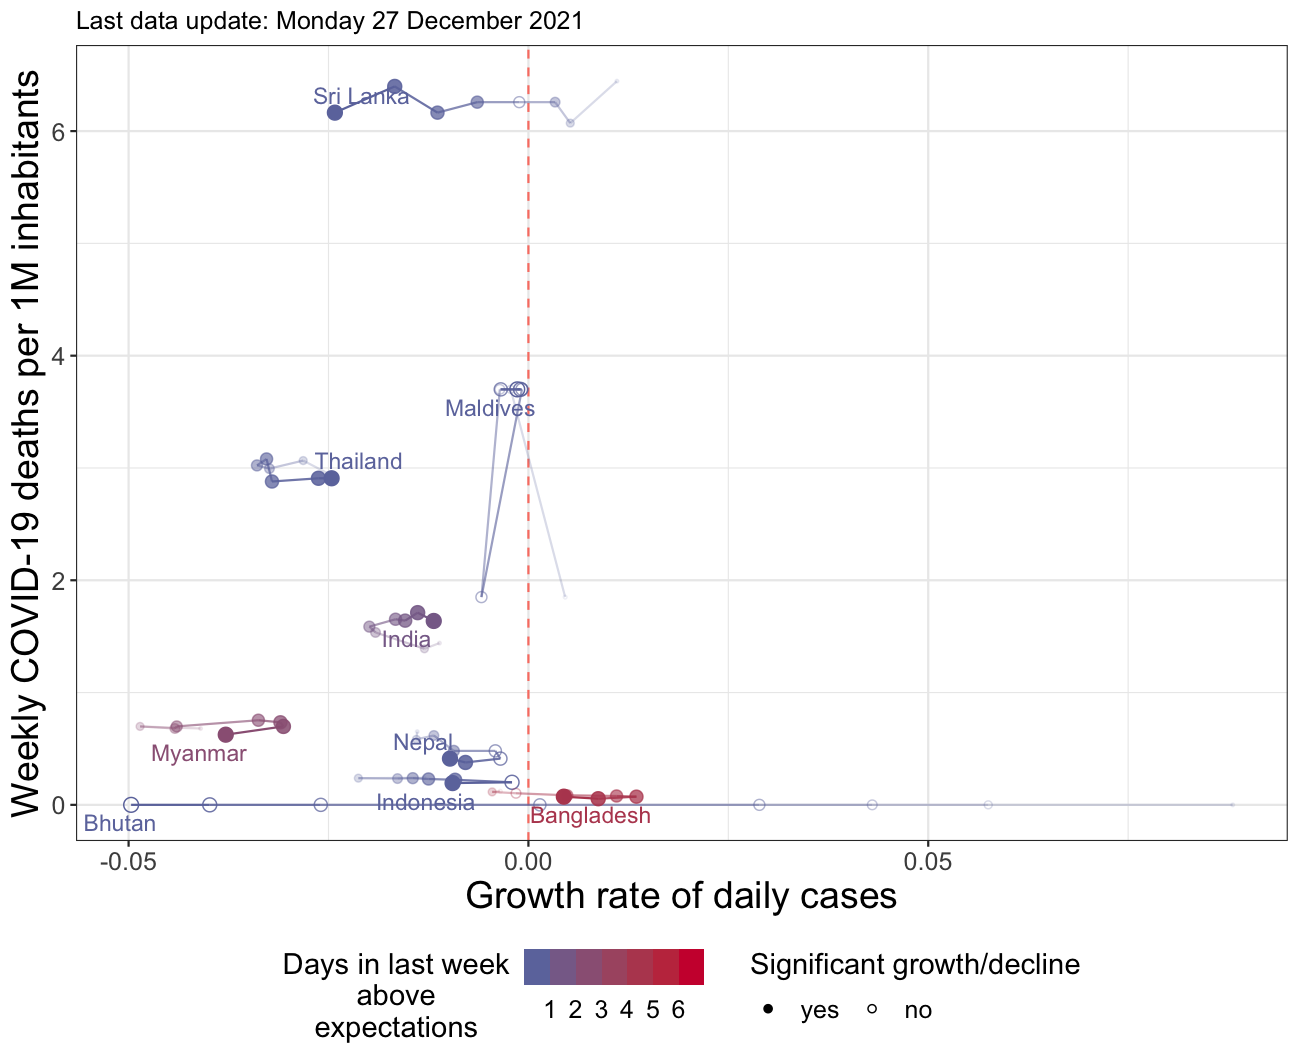 Last data update: Monday 27 December 2021
Weekly COVID-19 deaths per 1M inhabitants
6
4
2
0
Sri Lanka
Maldives
Thailand
India
Myanmar
Nepal
Indonesia
Bangladesh
Bhutan
-0.05
0.00
0.05
Growth rate of daily cases
Days in last week
above
expectations
1 2 3 4 5 6
Significant growth/decline
yes no